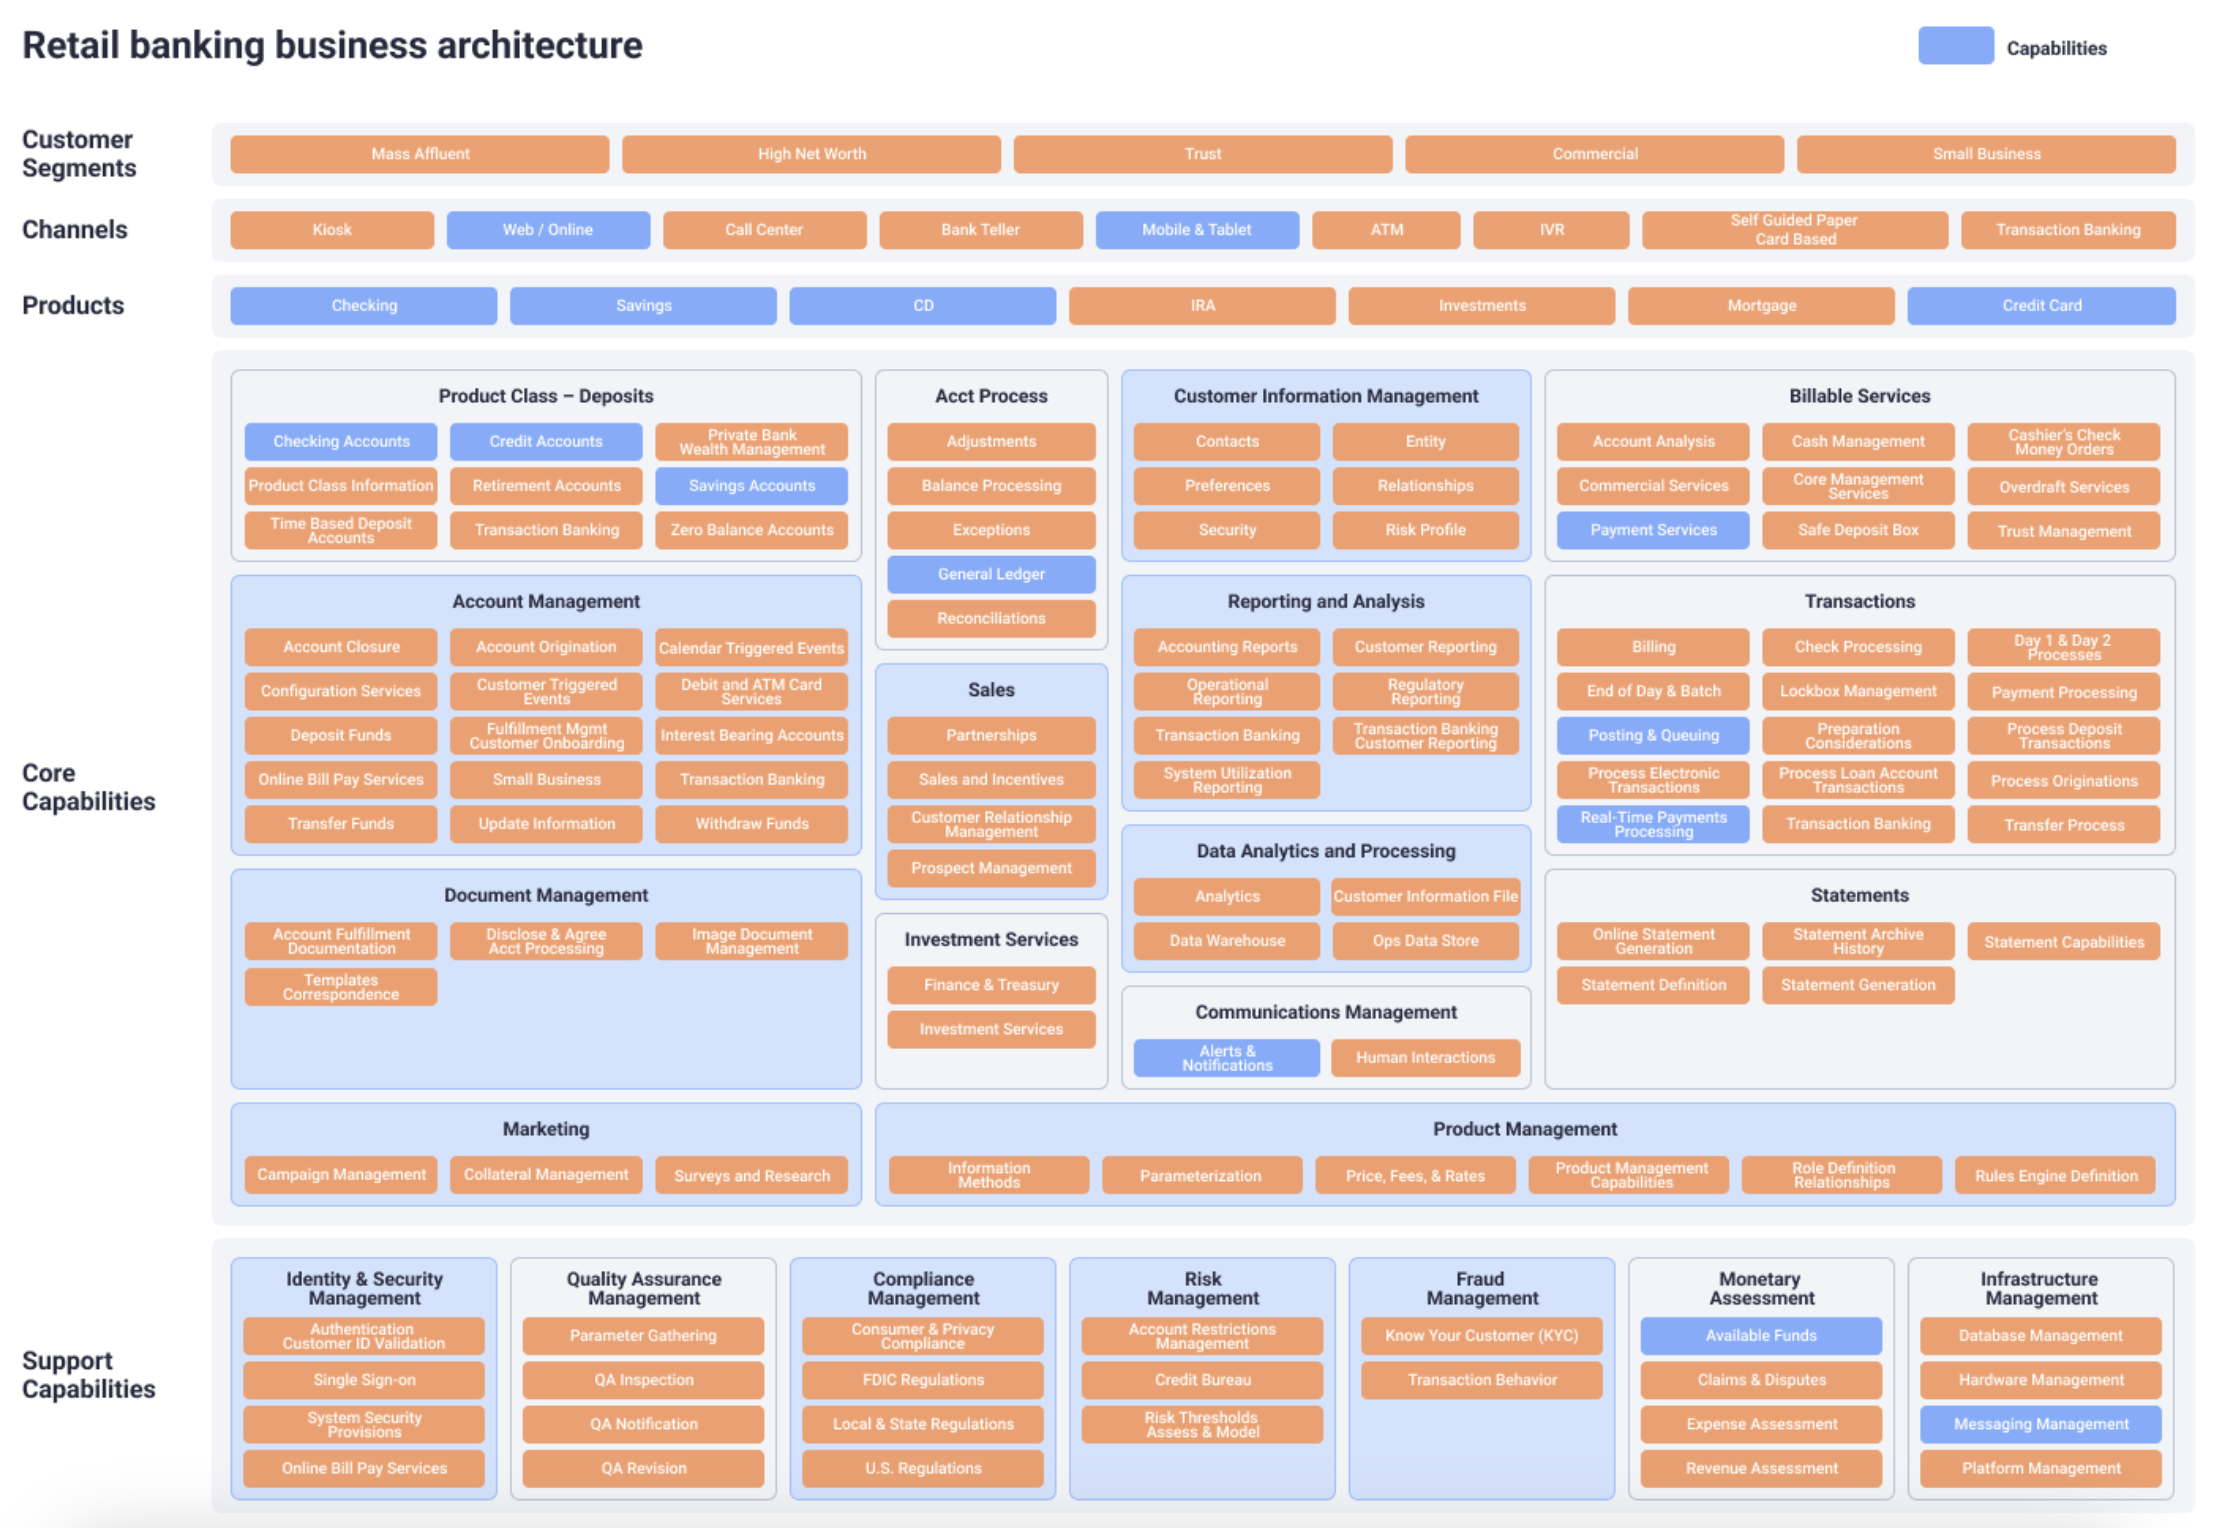 Retail banking business architecture
Capabilities
Customer
Segments
Mass Affluent
High Net Worth
Trust
Commercial
Small Business
Channels
Kiosk
Web / Online
Call Center
Bank Teller
Mobile & Tablet
ATM
IVR
Self Guided Paper
Card Based
Transaction Banking
Products
Checking
Savings
CD
IRA
Investments
Mortgage
Credit Card
Core
Capabilities
Product Class – Deposits
Checking Accounts
Credit Accounts
Private Bank
Wealth Management
Product Class Information
Retirement Accounts
Savings Accounts
Time Based Deposit
Accounts
Transaction Banking
Zero Balance Accounts
Account Management
Account Closure
Account Origination
Calendar Triggered Events
Configuration Services
Customer Triggered
Events
Debit and ATM Card
Services
Deposit Funds
Fulfillment Mgmt
Customer Onboarding
Interest Bearing Accounts
Online Bill Pay Services
Small Business
Transaction Banking
Transfer Funds
Update Information
Withdraw Funds
Document Management
Account Fulfillment
Documentation
Disclose & Agree
Acct Processing
Image Document
Management
Templates
Correspondence
Marketing
Campaign Management
Collateral Management
Surveys and Research
Acct Process
Adjustments
Balance Processing
Exceptions
General Ledger
Reconciliations
Sales
Partnerships
Sales and Incentives
Customer Relationship
Management
Prospect Management
Investment Services
Finance & Treasury
Investment Services
Customer Information Management
Contacts
Entity
Preferences
Relationships
Security
Risk Profile
Reporting and Analysis
Accounting Reports
Customer Reporting
Operational
Reporting
Regulatory
Reporting
Transaction Banking
Transaction Banking
Customer Reporting
System Utilization
Reporting
Data Analytics and Processing
Analytics
Customer Information File
Data Warehouse
Ops Data Store
Communications Management
Alerts &
Notifications
Human Interactions
Billable Services
Account Analysis
Cash Management
Cashier's Check
Money Orders
Commercial Services
Core Management
Services
Overdraft Services
Payment Services
Safe Deposit Box
Trust Management
Transactions
Billing
Check Processing
Day 1 & Day 2
Processes
End of Day & Batch
Lockbox Management
Payment Processing
Posting & Queuing
Preparation
Considerations
Process Deposit
Transactions
Process Electronic
Transactions
Process Loan Account
Transactions
Process Originations
Real-Time Payments
Processing
Transaction Banking
Transfer Process
Statements
Online Statement
Generation
Statement Archive
History
Statement Capabilities
Statement Definition
Statement Generation
Product Management
Information
Methods
Parameterization
Price, Fees, & Rates
Product Management
Capabilities
Role Definition
Relationships
Rules Engine Definition
Support
Capabilities
Identity & Security
Management
Authentication
Customer ID Validation
Single Sign-on
System Security
Provisions
Online Bill Pay Services
Quality Assurance
Management
Parameter Gathering
QA Inspection
QA Notification
QA Revision
Compliance
Management
Consumer & Privacy
Compliance
FDIC Regulations
Local & State Regulations
U.S. Regulations
Risk
Management
Account Restrictions
Management
Credit Bureau
Risk Thresholds
Assess & Model
Fraud
Management
Know Your Customer (KYC)
Transaction Behavior
Monetary
Assessment
Available Funds
Claims & Disputes
Expense Assessment
Revenue Assessment
Infrastructure
Management
Database Management
Hardware Management
Messaging Management
Platform Management